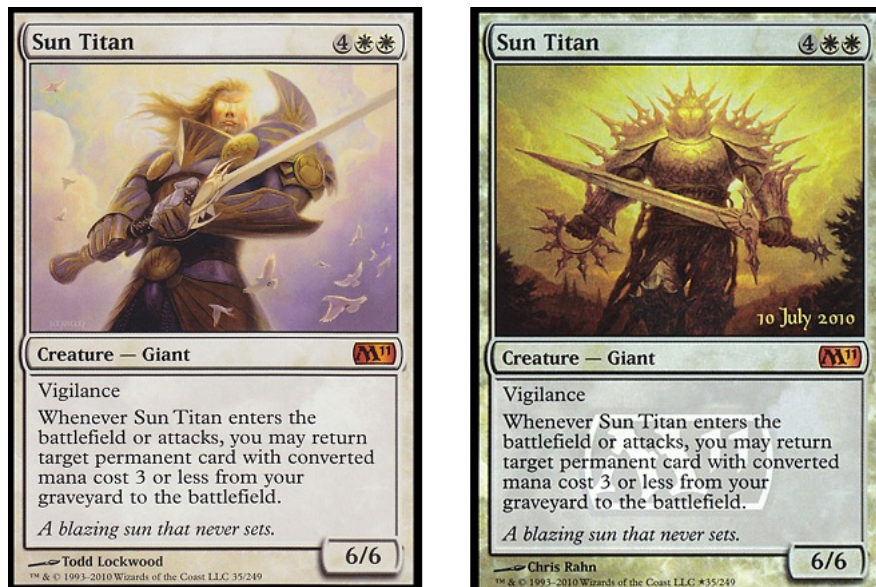 Sun Titan
4
Creature — Giant
M11
Vigilance
Whenever Sun Titan enters the
battlefield or attacks, you may return
target permanent card with converted
mana cost 3 or less from your
graveyard to the battlefield.
A blazing sun that never sets.
Todd Lockwood
™ & © 1993–2010 Wizards of the Coast LLC 35/249
6/6
Sun Titan
4
10 July 2010
Creature — Giant
M11
Vigilance
Whenever Sun Titan enters the
battlefield or attacks, you may return
target permanent card with converted
mana cost 3 or less from your
graveyard to the battlefield.
A blazing sun that never sets.
M11
Chris Rahn
™ & © 1993–2010 Wizards of the Coast LLC ★35/249
6/6